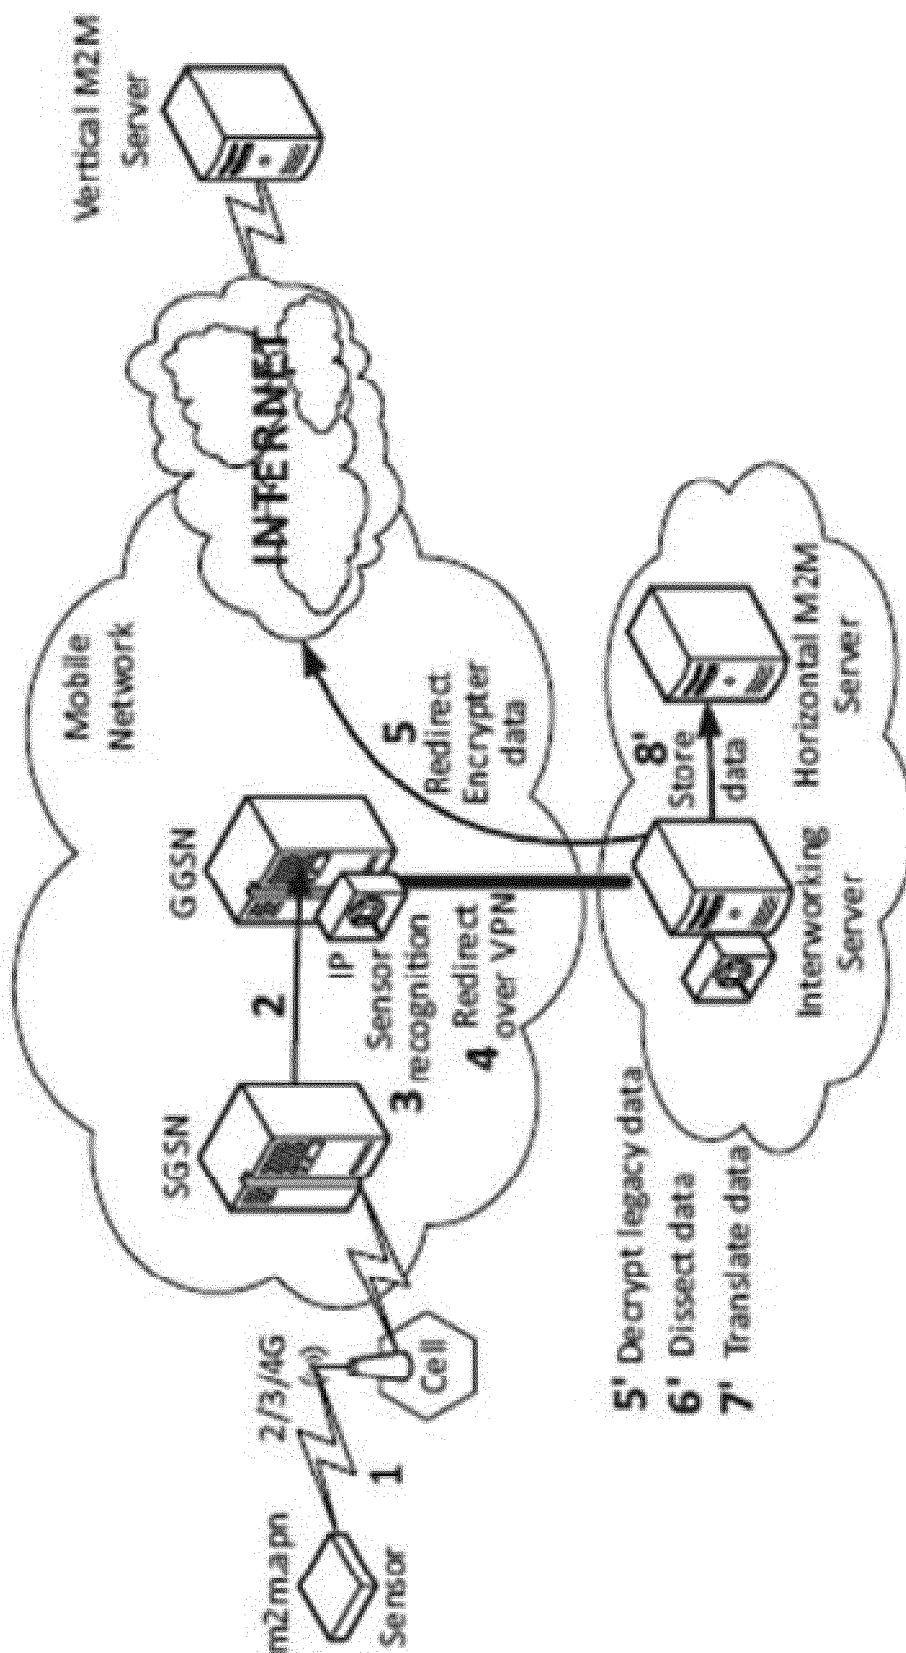 m2m.apn
Sensor
1
2/3/4G
Cell
SGSN
2
GGSN
IP
Sensor
3 recognition
Redirect
4 over VPN
Mobile
Network
5
Redirect
Encrypter
data
INTERNET
Vertical M2M
Server
5' Decrypt legacy data
6' Dissect data
7' Translate data
Interworking
Server
8'
Store
data
Horizontal M2M
Server